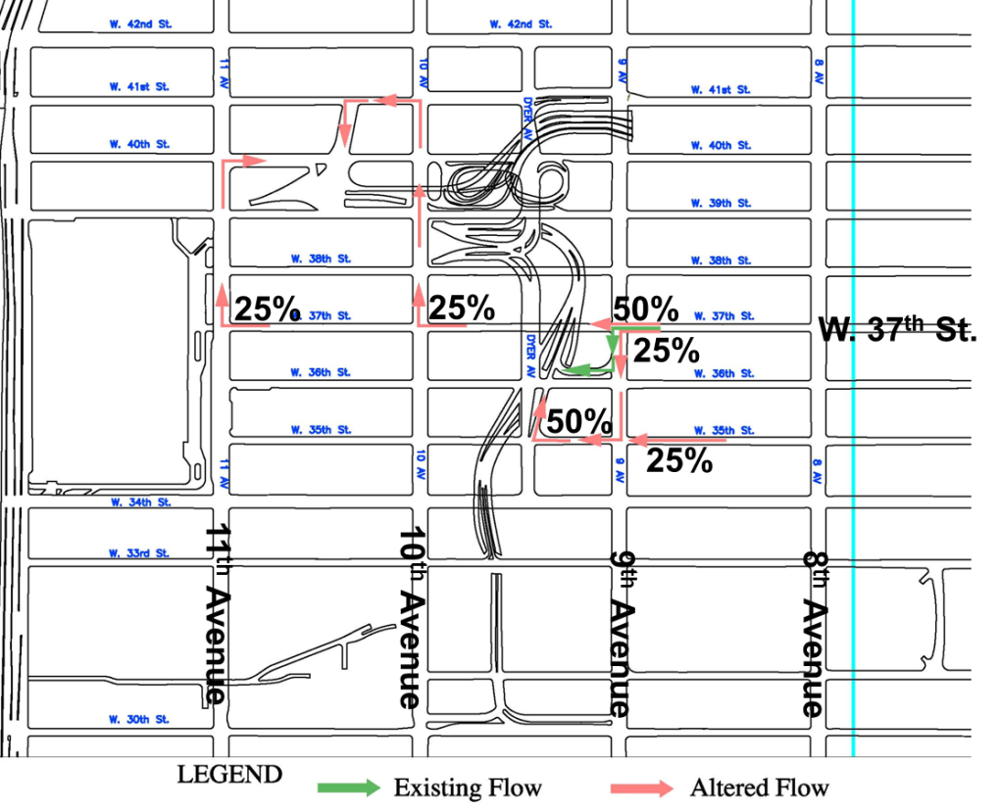 W. 42nd St.
W. 42nd St.
11 AV
10 AV
9 AV
8 AV
W. 41st St.
W. 41st St.
DYER AV
W. 40th St.
W. 40th St.
W. 39th St.
W. 38th St.
W. 38th St.
25%
W. 37th St.
25%
50%
W. 37th St.
W. 37th St.
25%
DYER AV
W. 36th St.
W. 36th St.
50%
W. 35th St.
W. 35th St.
25%
11 AV
10 AV
9 AV
8 AV
W. 34th St.
W. 33rd St.
11th Avenue
10th Avenue
9th Avenue
8th Avenue
W. 30th St.
LEGEND
Existing Flow
Altered Flow